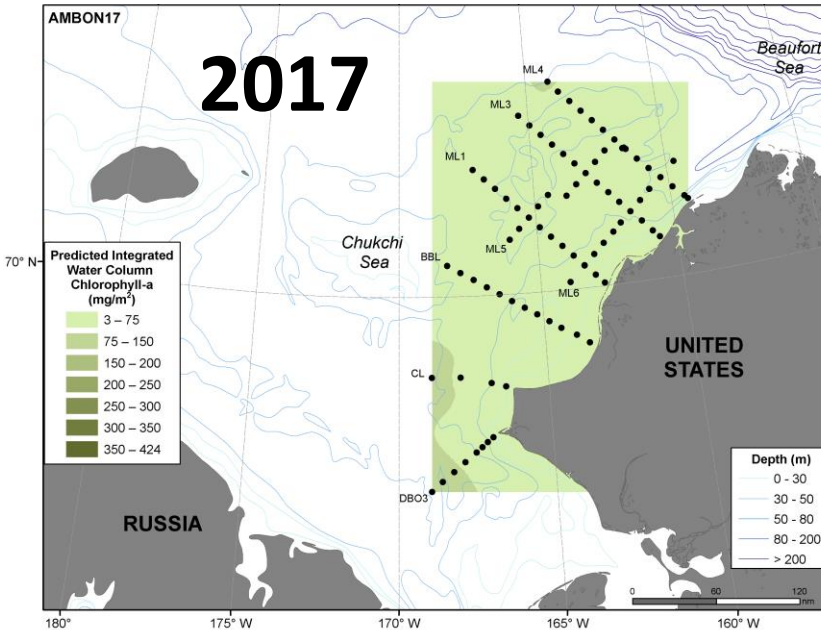 AMBON17
2017
Beaufort
Sea
ML4
ML3
ML1
Chukchi
Sea
ML5
BBL
ML6
70° N
Predicted Integrated
Water Column
Chlorophyll-a
(mg/m²)
3 – 75
75 – 150
150 – 200
200 – 250
250 – 300
300 – 350
350 – 424
UNITED
STATES
CL
DBO3
RUSSIA
Depth (m)
0 - 30
30 - 50
50 - 80
80 - 200
> 200
0 60 120
nm
180° 175° W 170° W 165° W 160° W